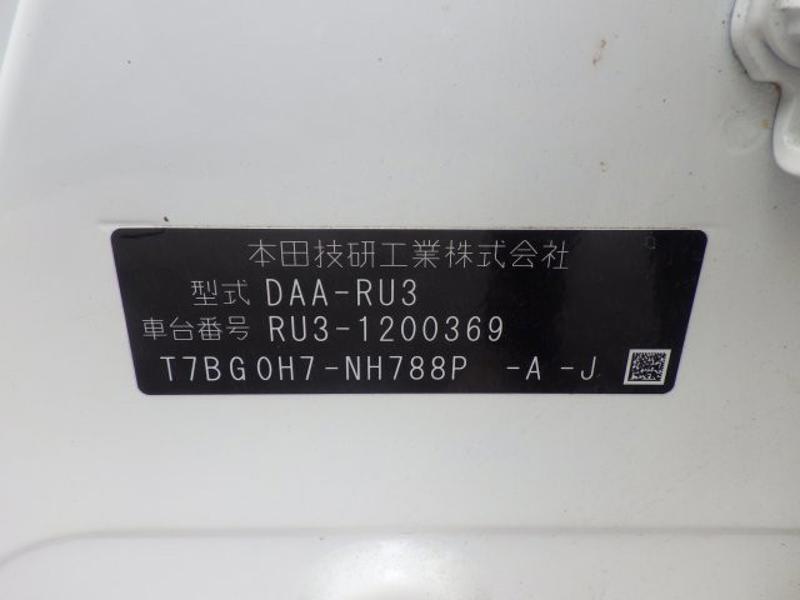 本田技研工業株式会社
型式 DAA-RU3
車台番号 RU3-1200369
T7BG0H7-NH788P -A -J